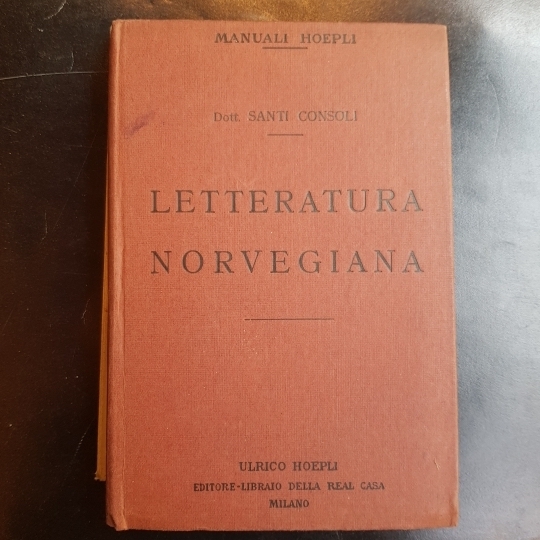 MANUALI HOEPLI
Dott. SANTI CONSOLI
LETTERATURA
NORVEGIANA
ULRICO HOEPLI
EDITORE-LIBRAIO DELLA REAL CASA
MILANO